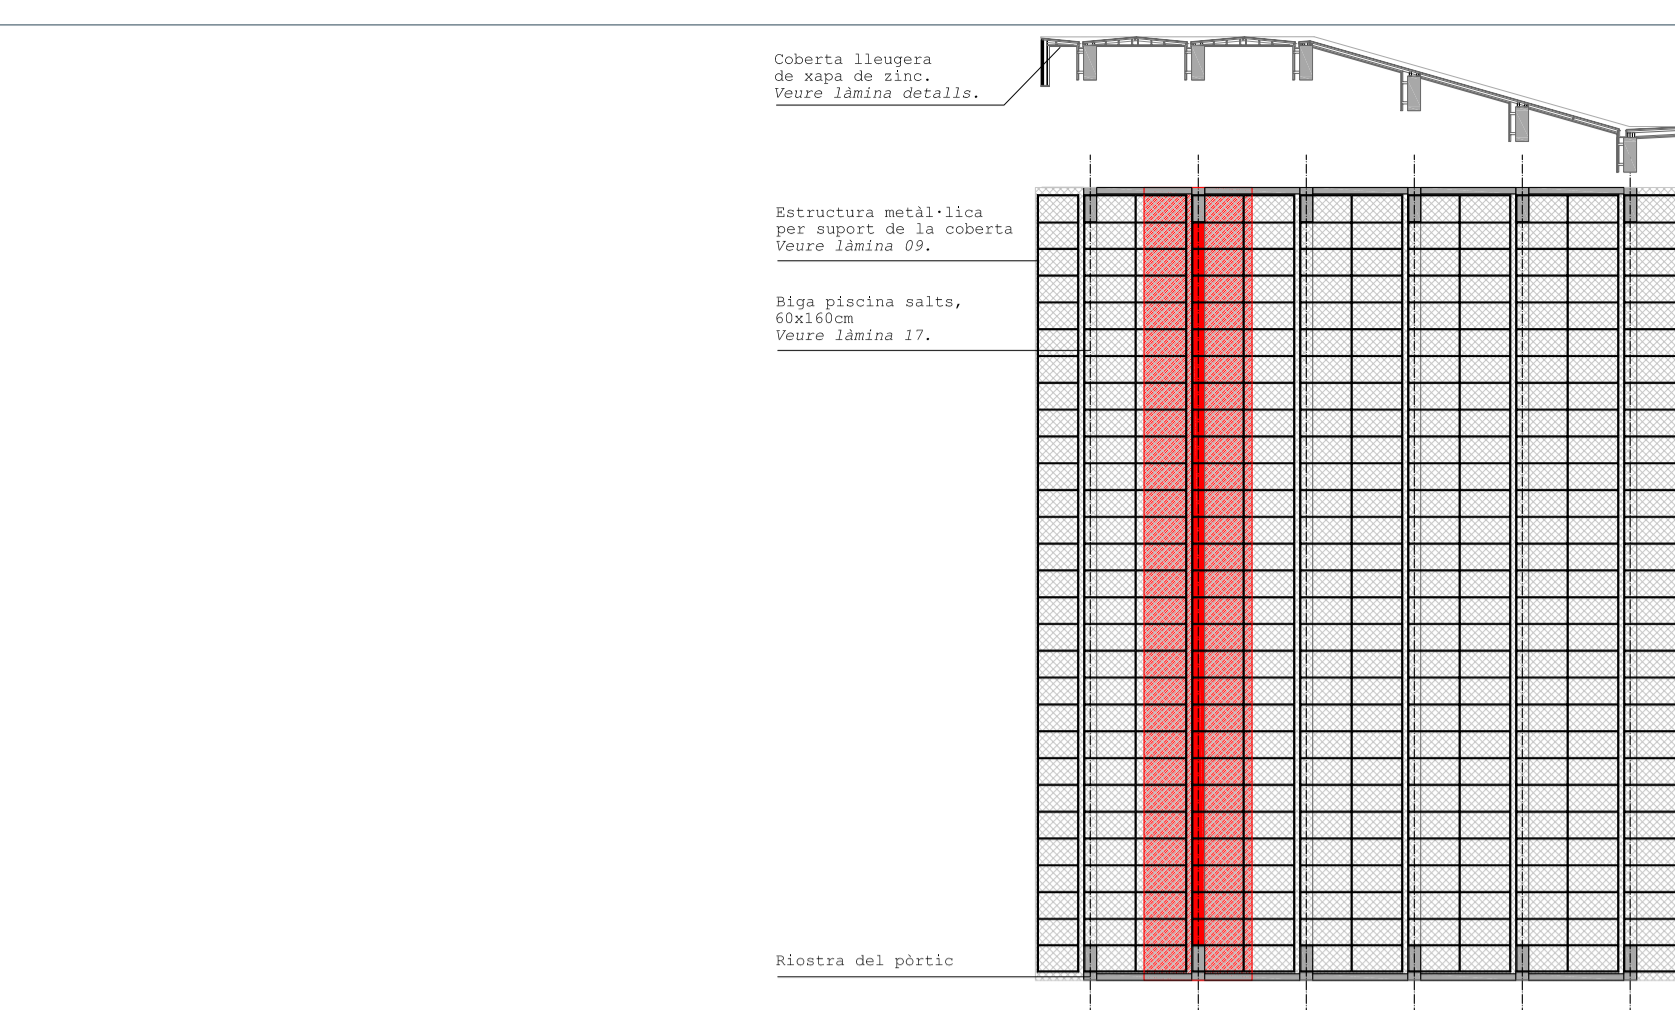 Coberta lleugera
de xapa de zinc.
Veure làmina detalls.
Estructura metàl·lica
per suport de la coberta
Veure làmina 09.
Biga piscina salts,
60x160cm
Veure làmina 17.
Riostra del pòrtic